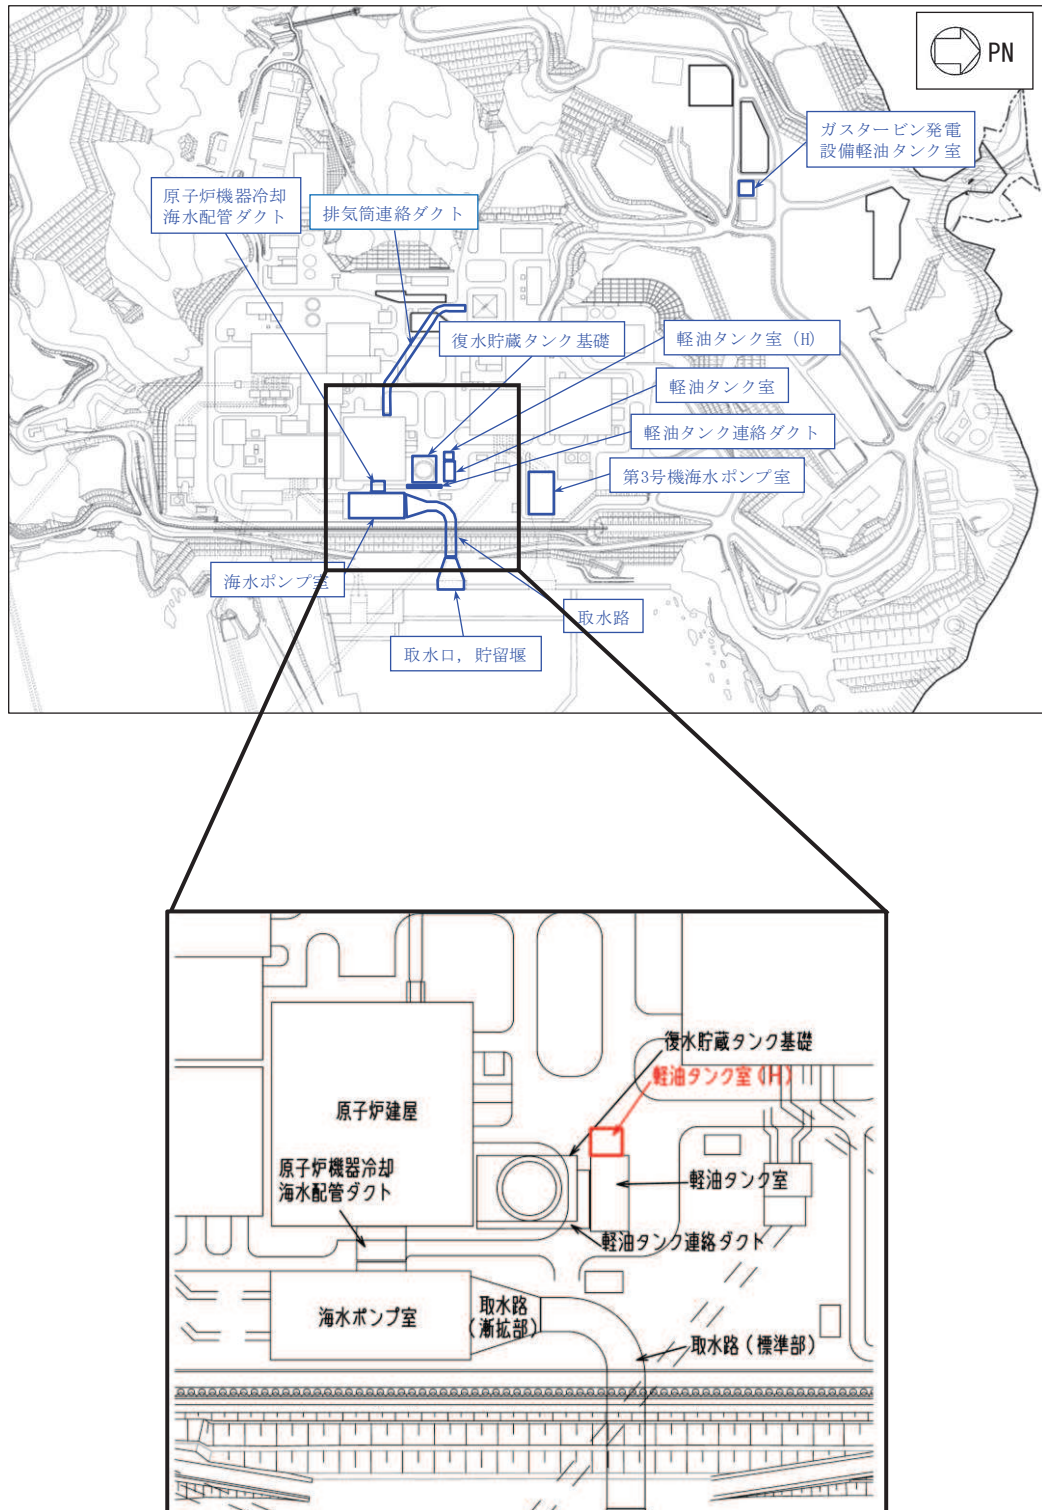 PN
ガスタービン発電
設備軽油タンク室
原子炉機器冷却
海水配管ダクト
排気筒連絡ダクト
復水貯蔵タンク基礎
軽油タンク室 (H)
軽油タンク室
軽油タンク連絡ダクト
第3号機海水ポンプ室
海水ポンプ室
取水路
取水口, 貯留堰
復水貯蔵タンク基礎
軽油タンク室(H)
原子炉建屋
原子炉機器冷却
海水配管ダクト
軽油タンク室
軽油タンク連絡ダクト
海水ポンプ室
取水路
(漸拡部)
取水路(標準部)